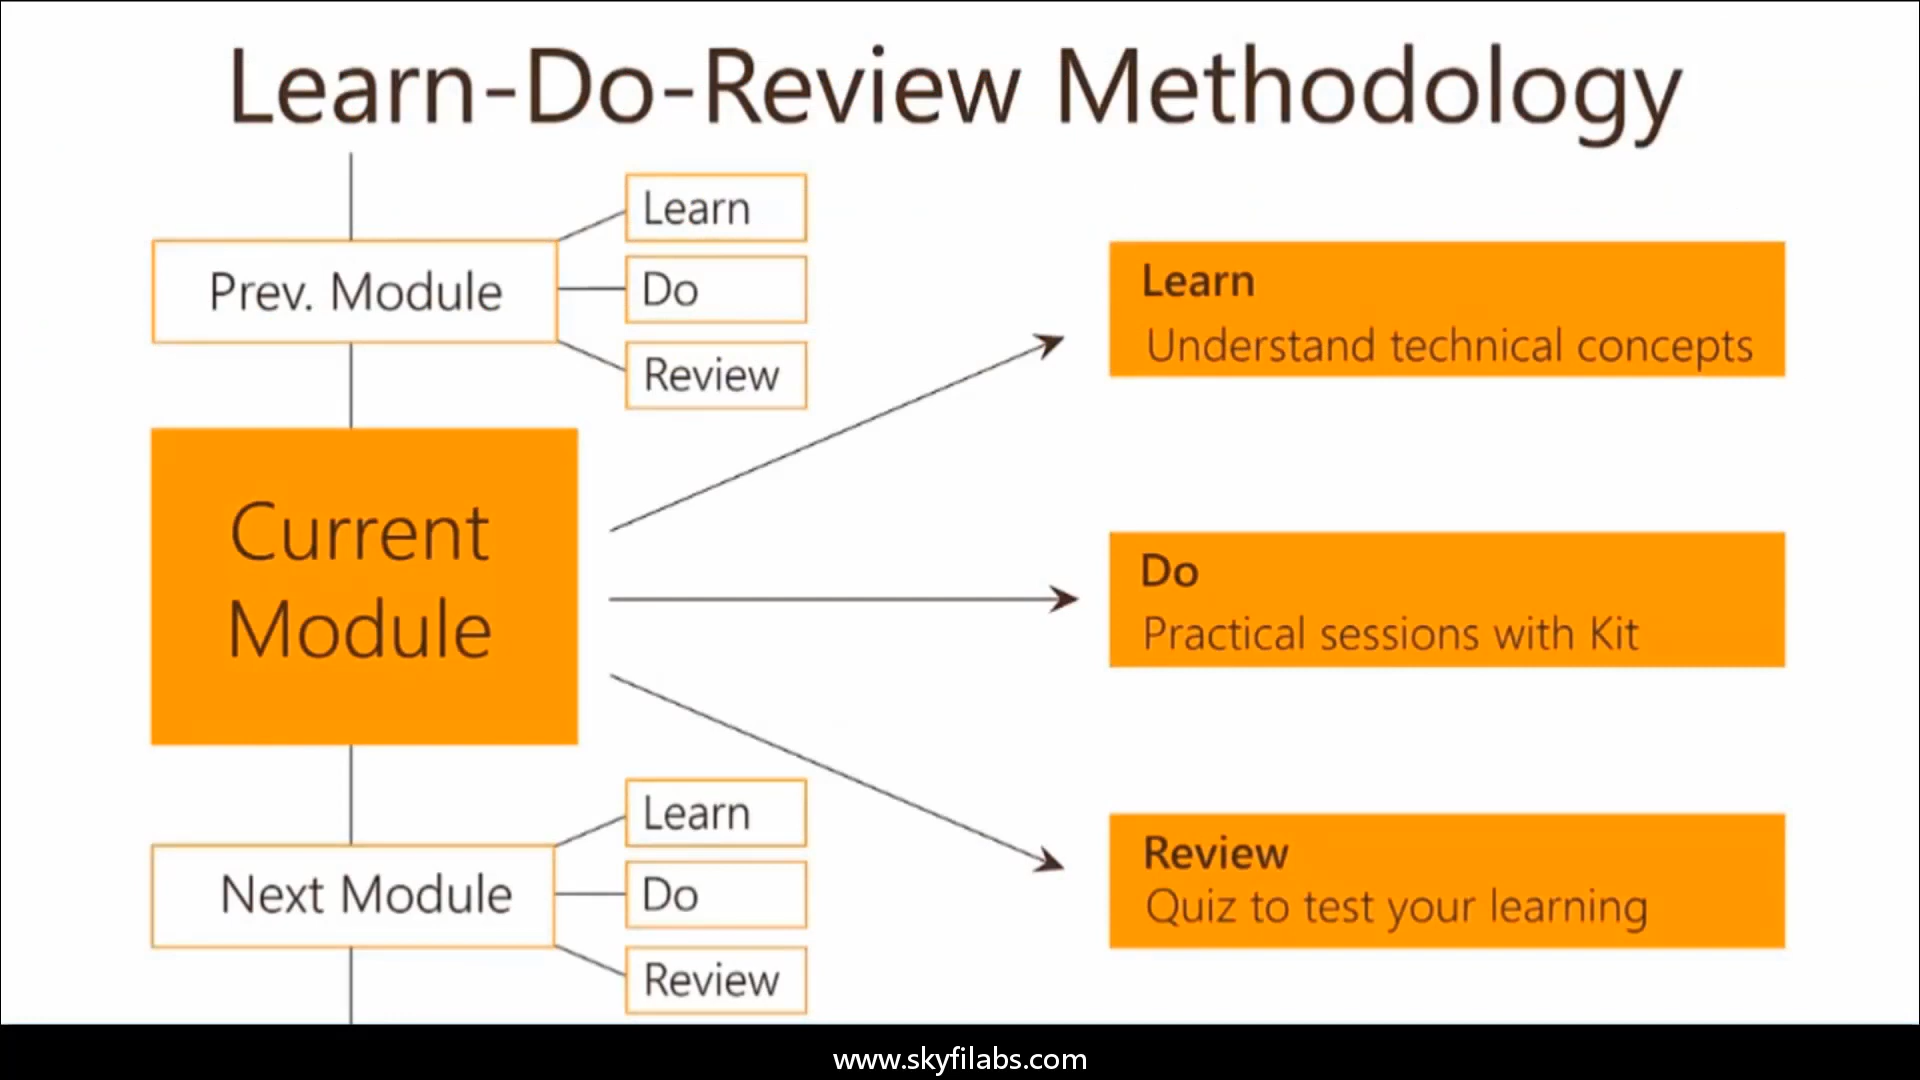 Learn-Do-Review Methodology
Prev. Module
Learn
Do
Review
Current
Module
Learn
Understand technical concepts
Do
Practical sessions with Kit
Review
Quiz to test your learning
Next Module
Learn
Do
Review
www.skyfilabs.com